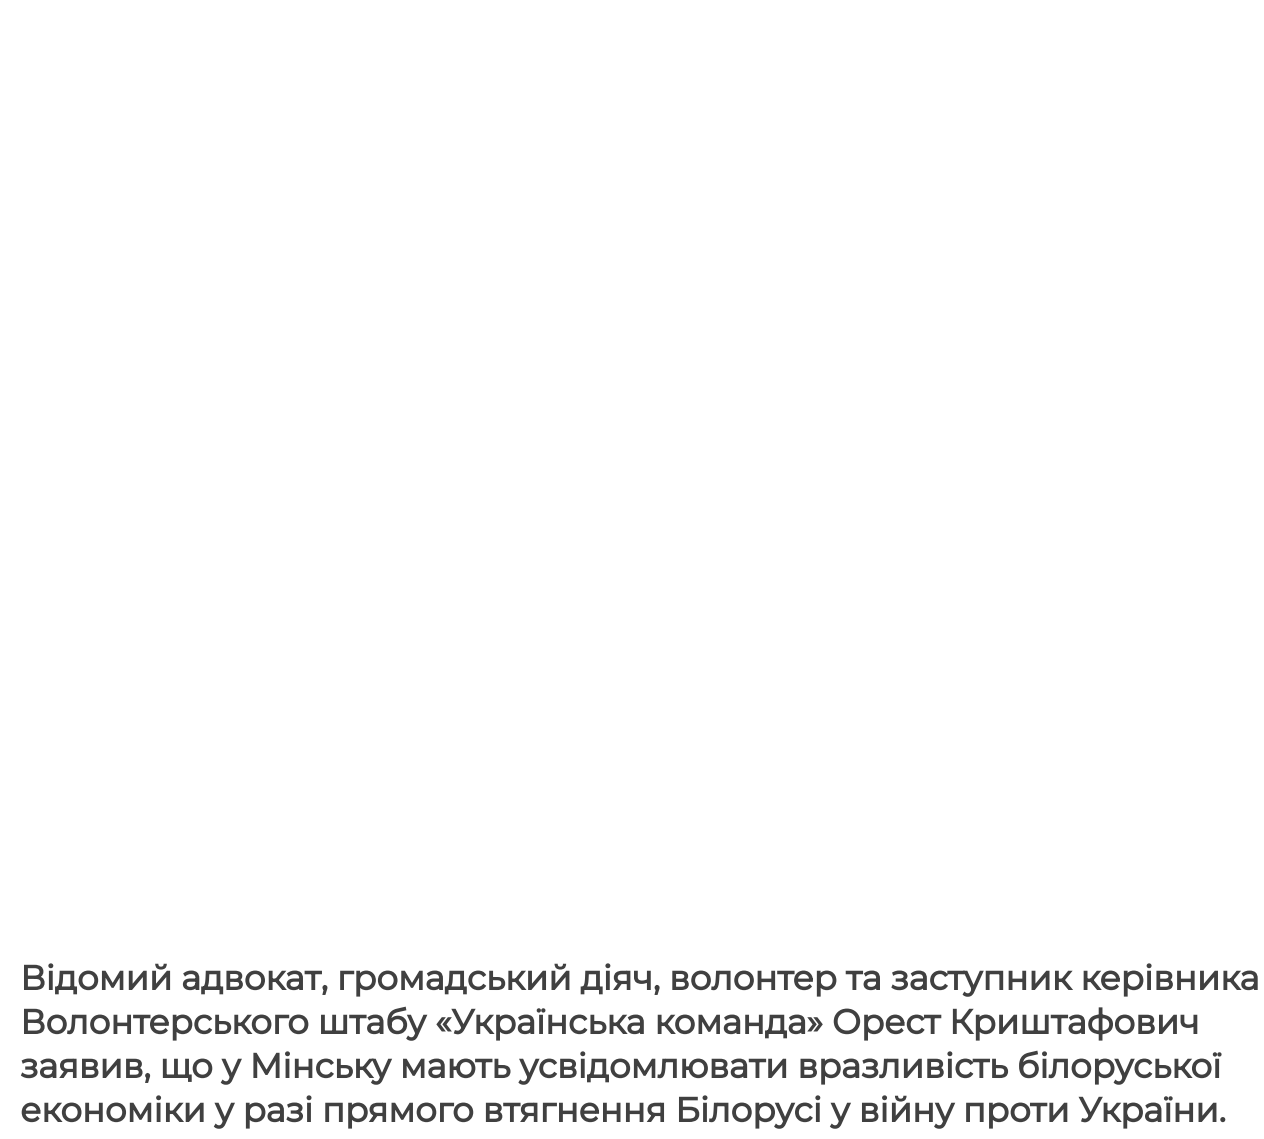 Відомий адвокат, громадський діяч, волонтер та заступник керівника
Волонтерського штабу «Українська команда» Орест Криштафович
заявив, що у Мінську мають усвідомлювати вразливість білоруської
економіки у разі прямого втягнення Білорусі у війну проти України.